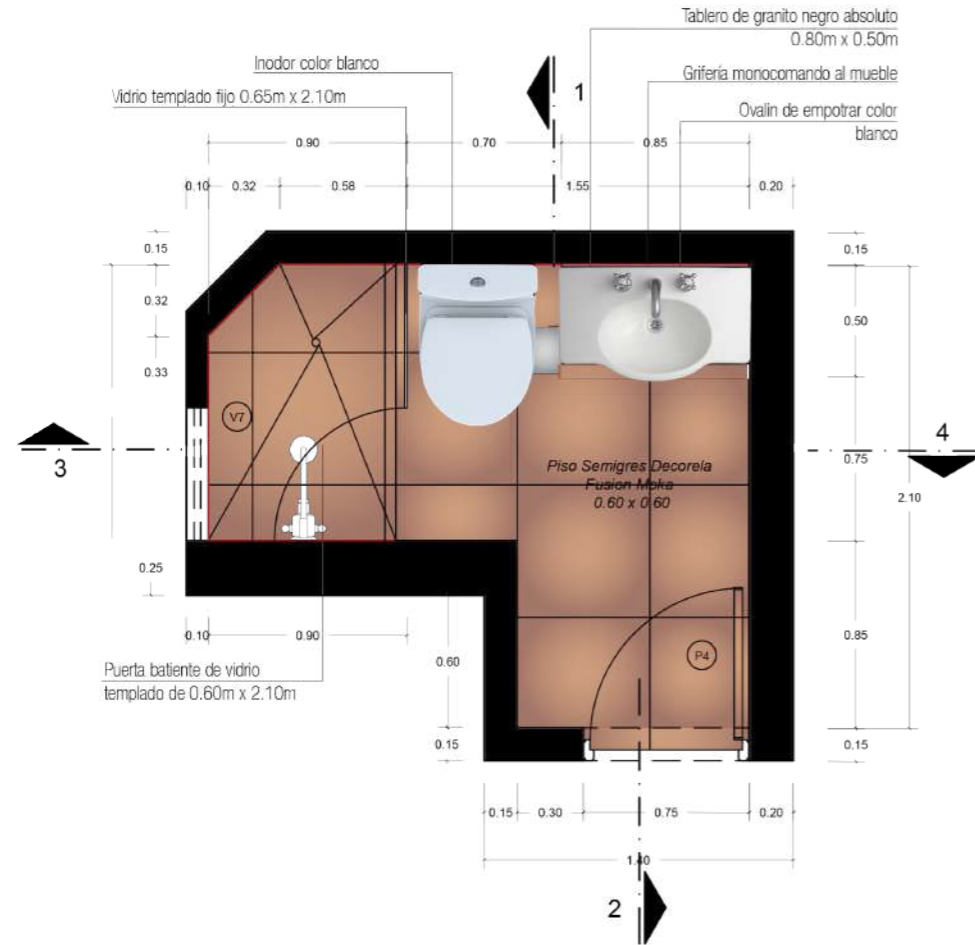 Tablero de granito negro absoluto
0.80m x 0.50m
Inodor color blanco
Grifería monocomando al mueble
Vidrio templado fijo 0.65m x 2.10m
Ovalin de empotrar color
blanco
1
0.90
0.70
0.85
0.10
0.32
0.58
1.55
0.20
0.15
0.15
0.32
0.50
0.33
V7
3
4
Piso Semigres Decorela
Fusion Moka
0.60 x 0.60
0.75
2.10
0.25
0.10
0.90
0.60
0.85
P4
Puerta batiente de vidrio
templado de 0.60m x 2.10m
0.15
0.15
0.15
0.30
0.75
0.20
1.40
2